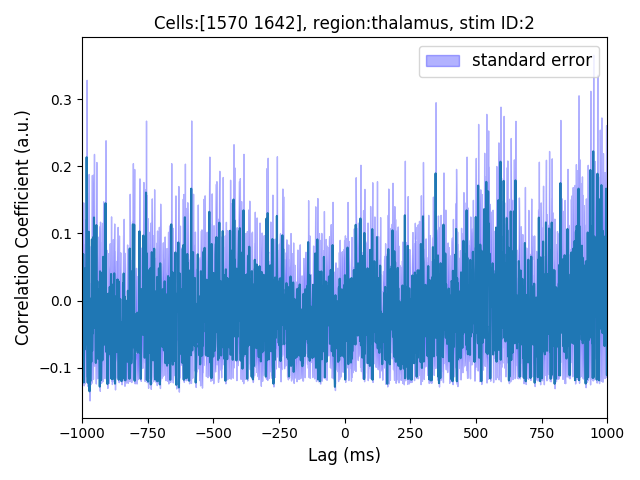 Cells:[1570 1642], region:thalamus, stim ID:2
standard error
Correlation Coefficient (a.u.)
0.3
0.2
0.1
0.0
−0.1
−1000 −750 −500 −250 0 250 500 750 1000
Lag (ms)